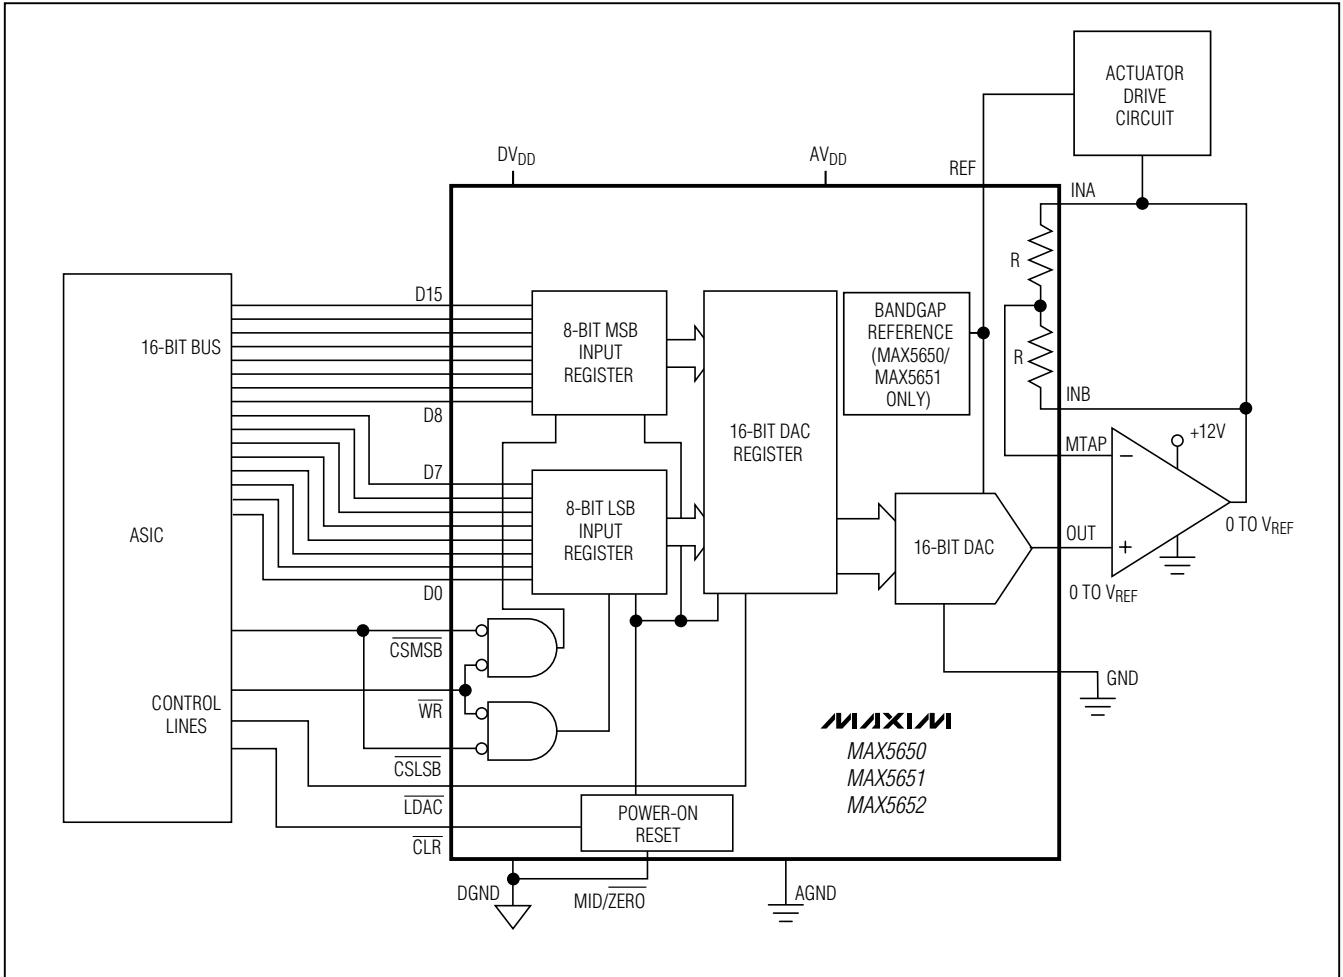 ACTUATOR
DRIVE
CIRCUIT
DVDD
AVDD
REF
INA
R
D15
16-BIT BUS
8-BIT MSB
INPUT
REGISTER
BANDGAP
REFERENCE
(MAX5650/
MAX5651
ONLY)
R
INB
D8
16-BIT DAC
REGISTER
+12V
MTAP
−
D7
8-BIT LSB
INPUT
REGISTER
ASIC
16-BIT DAC
OUT
+
0 TO VREF
0 TO VREF
D0
CSMSB
GND
CONTROL
LINES
WR
MAXIM
MAX5650
MAX5651
MAX5652
CSLSB
LDAC
POWER-ON
RESET
CLR
DGND
MID/ZERO
AGND